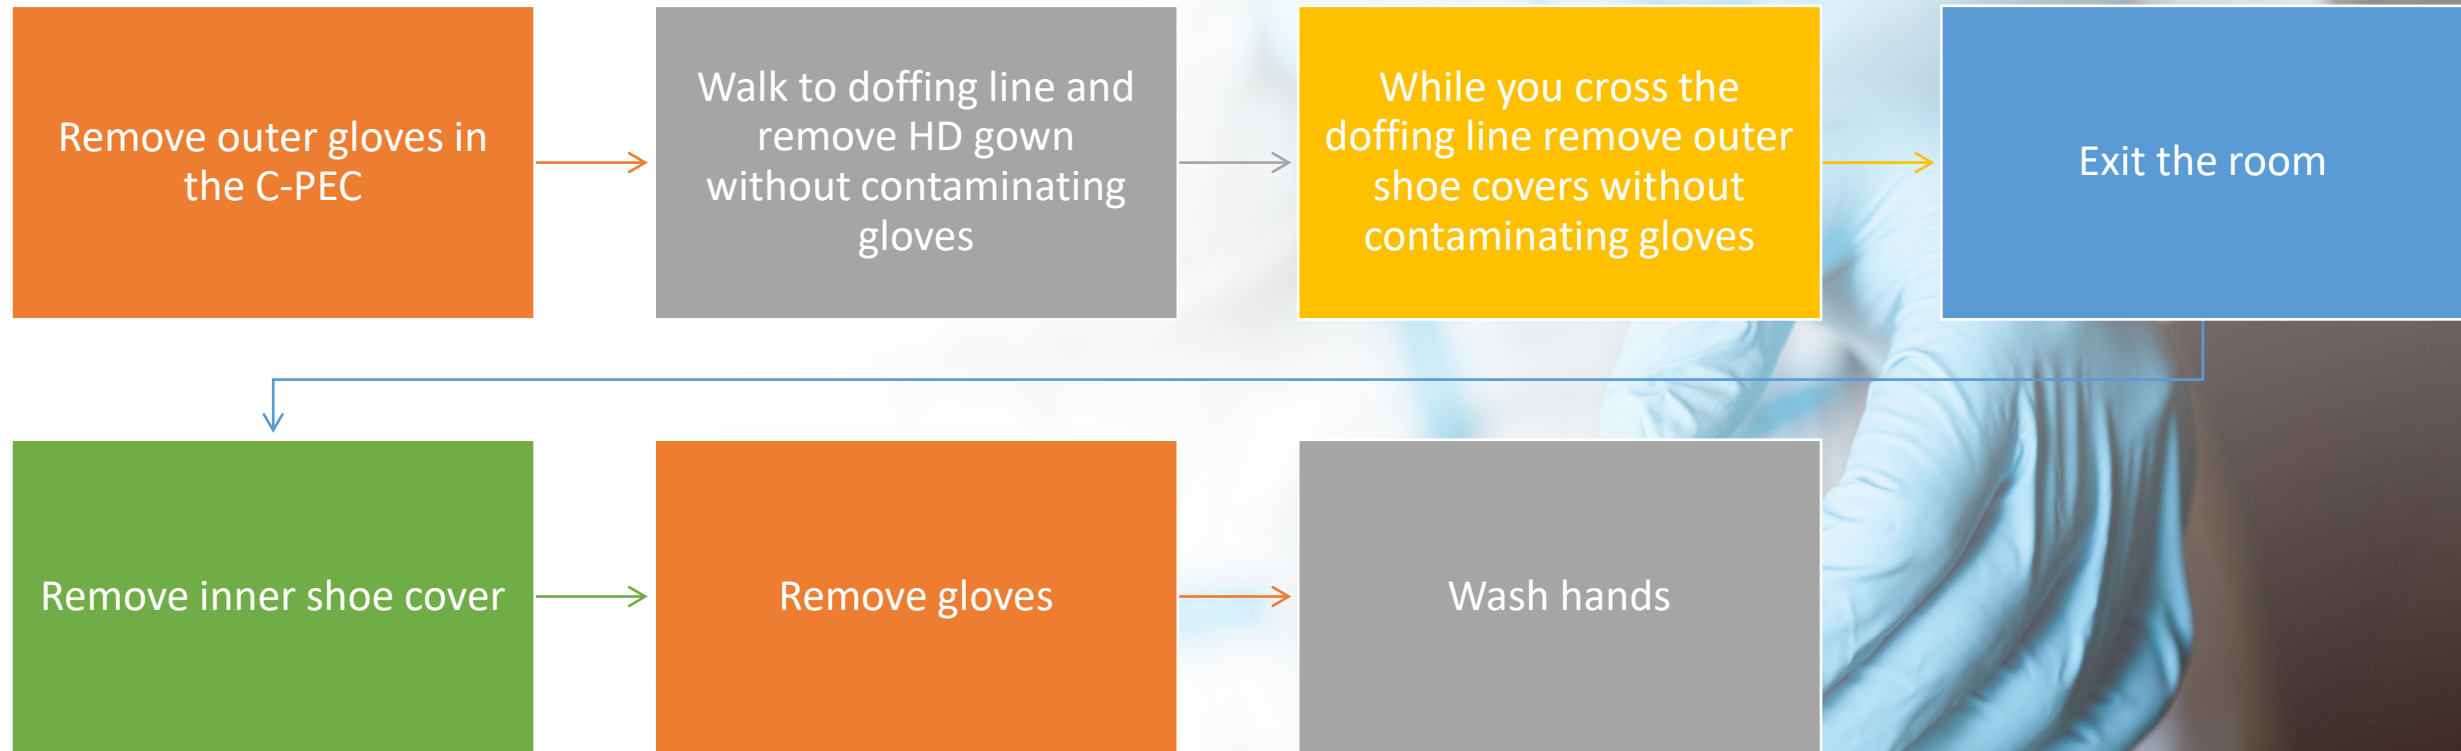 Remove outer gloves in
the C-PEC
Walk to doffing line and
remove HD gown
without contaminating
gloves
While you cross the
doffing line remove outer
shoe covers without
contaminating gloves
Exit the room
Remove inner shoe cover
Remove gloves
Wash hands